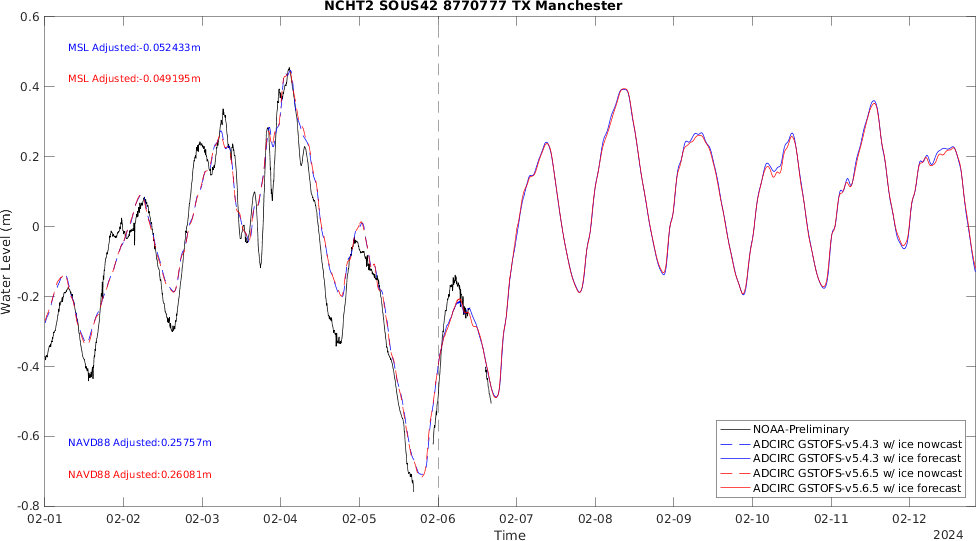 NCHT2 SOUS42 8770777 TX Manchester
0.6
MSL Adjusted:-0.052433m
MSL Adjusted:-0.049195m
0.4
0.2
0
-0.2
-0.4
-0.6
-0.8
Water Level (m)
NAVD88 Adjusted:0.25757m
NAVD88 Adjusted:0.26081m
NOAA-Preliminary
ADCIRC GSTOFS-v5.4.3 w/ ice nowcast
ADCIRC GSTOFS-v5.4.3 w/ ice forecast
ADCIRC GSTOFS-v5.6.5 w/ ice nowcast
ADCIRC GSTOFS-v5.6.5 w/ ice forecast
02-01 02-02 02-03 02-04 02-05 02-06 02-07 02-08 02-09 02-10 02-11 02-12
Time
2024